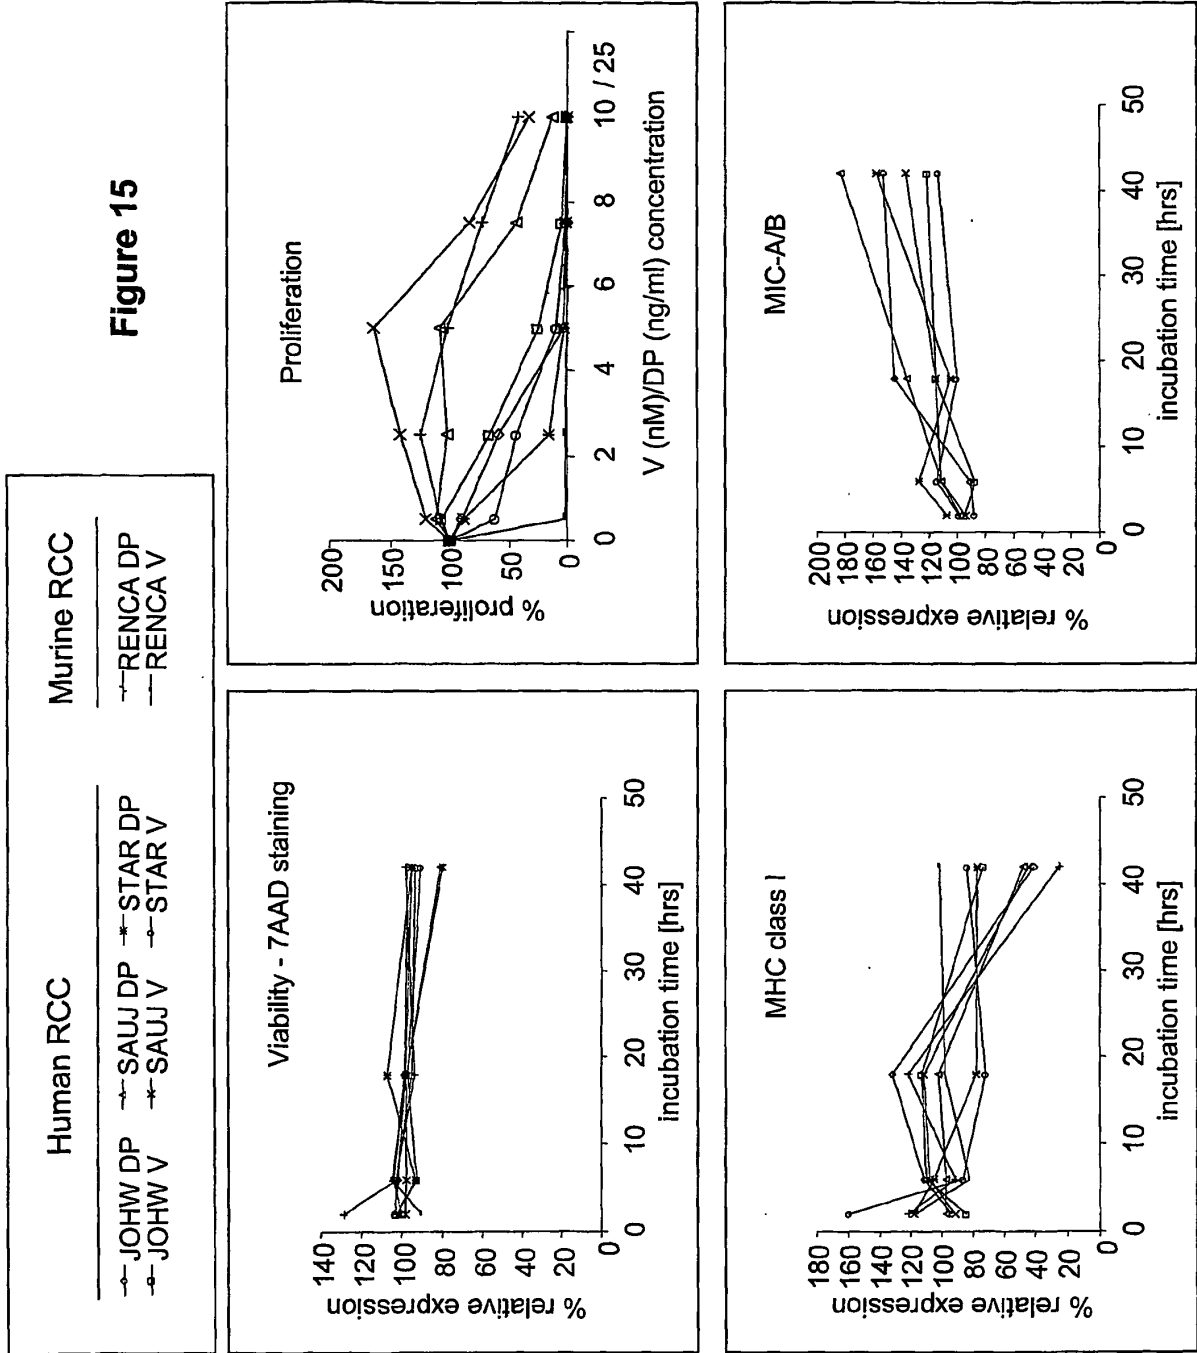 Figure 15
Human RCC
Murine RCC
JOHW DP
SAUJ DP
STAR DP
RENCA DP
JOHW V
SAUJ V
STAR V
RENCA V
Viability - 7AAD staining
% relative expression
140
120
100
80
60
40
20
0
0 10 20 30 40 50
incubation time [hrs]
Proliferation
% proliferation
200
150
100
50
0
0 2 4 6 8 10 / 25
V (nM)/DP (ng/ml) concentration
MHC class I
% relative expression
180
160
140
120
100
80
60
40
20
0
0 10 20 30 40 50
incubation time [hrs]
MIC-A/B
% relative expression
200
180
160
140
120
100
80
60
40
20
0
0 10 20 30 40 50
incubation time [hrs]